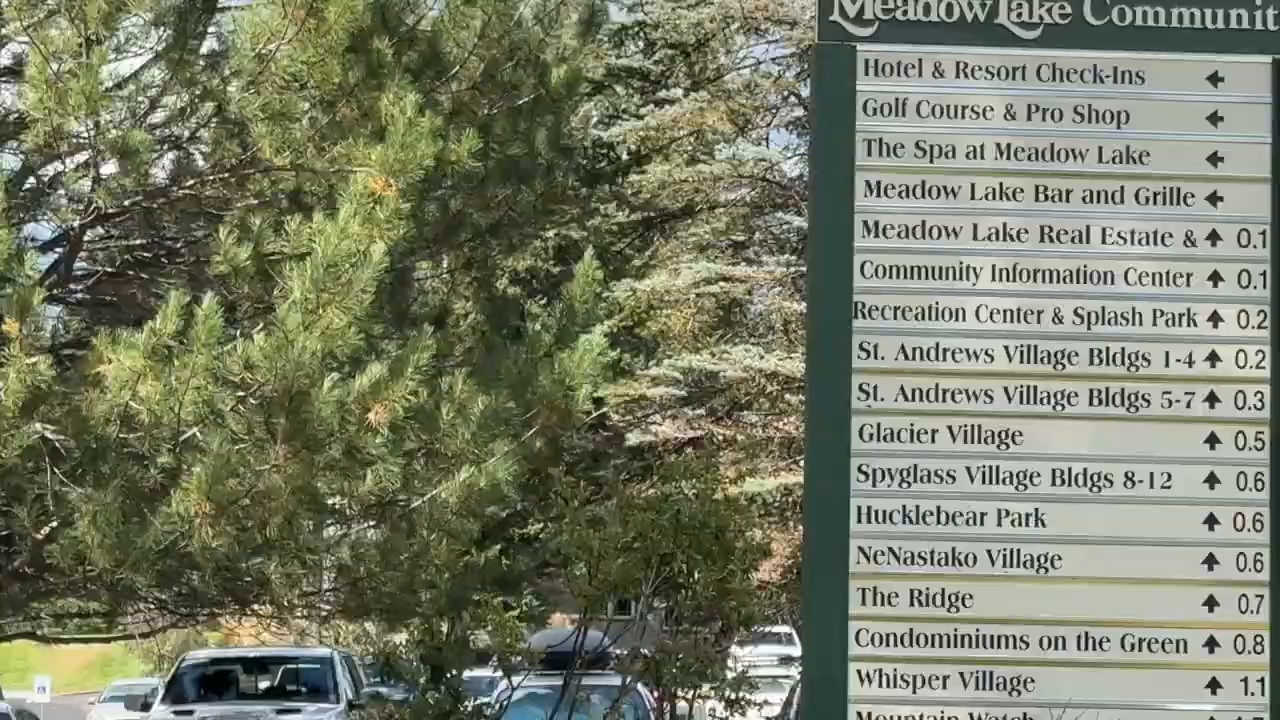 Meadow Lake Communit
Hotel & Resort Check-Ins ←
Golf Course & Pro Shop ←
The Spa at Meadow Lake ←
Meadow Lake Bar and Grille ←
Meadow Lake Real Estate & ↑ 0.1
Community Information Center ↑ 0.1
Recreation Center & Splash Park ↑ 0.2
St. Andrews Village Bldgs 1-4 ↑ 0.2
St. Andrews Village Bldgs 5-7 ↑ 0.3
Glacier Village ↑ 0.5
Spyglass Village Bldgs 8-12 ↑ 0.6
Hucklebear Park ↑ 0.6
NeNastako Village ↑ 0.6
The Ridge ↑ 0.7
Condominiums on the Green ↑ 0.8
Whisper Village ↑ 1.1
Mountain Watch